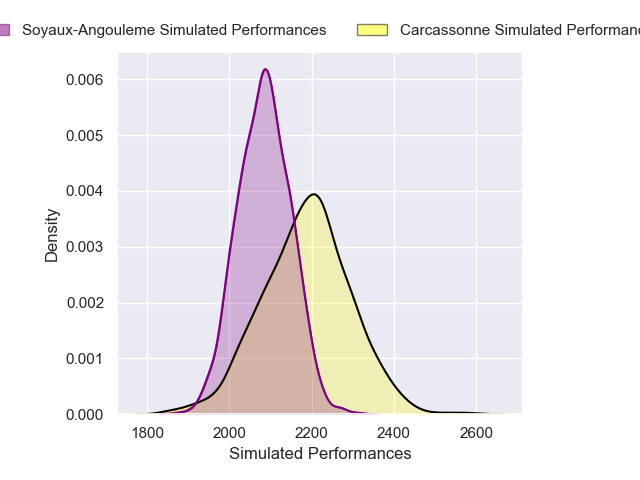 Soyaux-Angouleme Simulated Performances
Carcassonne Simulated
0.006
0.005
0.004
0.003
0.002
0.001
0.000
Density
1800 2000 2200 2400 2600
Simulated Performances